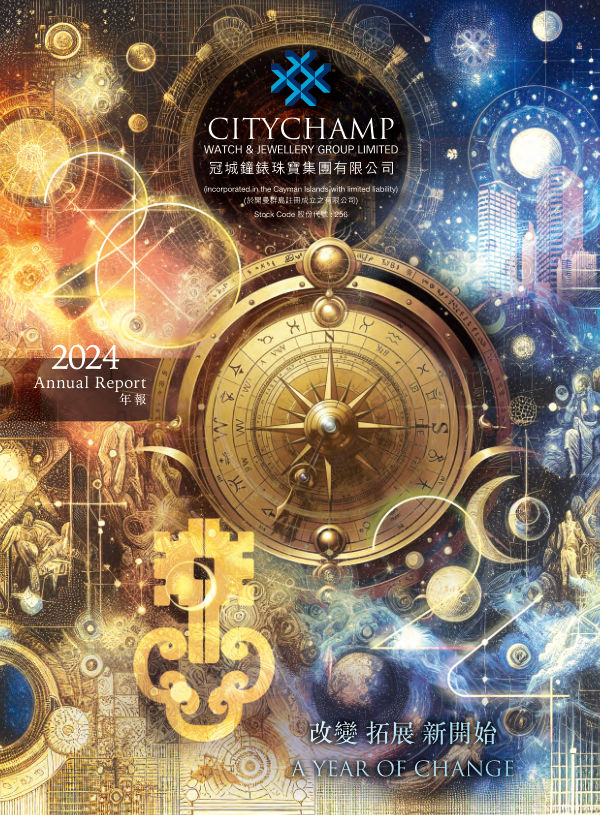 CITYCHAMP
WATCH & JEWELLERY GROUP LIMITED
冠城鐘錶珠寶集團有限公司
(incorporated in the Cayman Islands with limited liability)
(於開曼群島註冊成立之有限公司)
Stock Code 股份代號 : 256
2024
Annual Report
年報
改變 拓展 新開始
A YEAR OF CHANGE